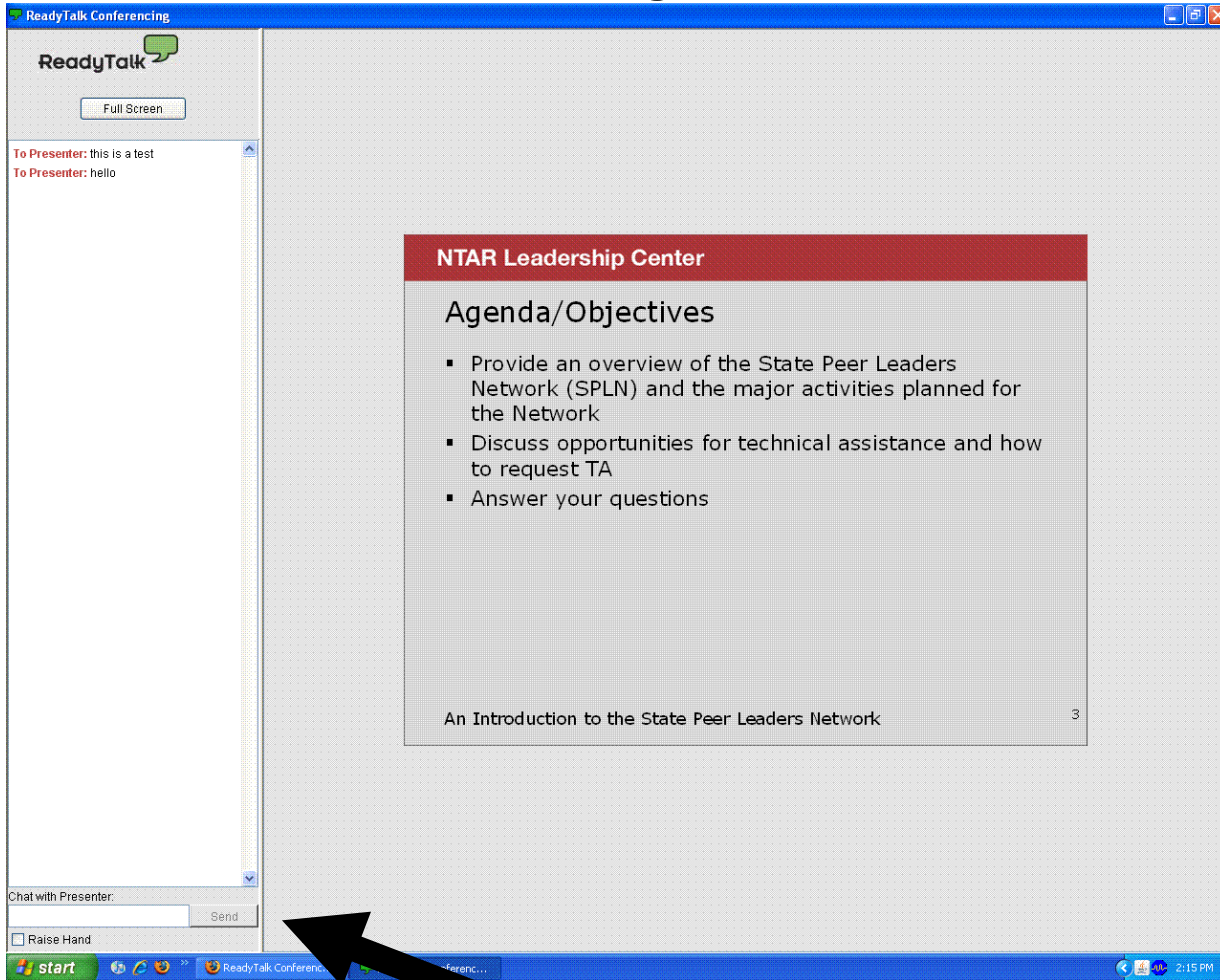 ReadyTalk Conferencing
ReadyTalk
Full Screen
To Presenter: this is a test
To Presenter: hello
NTAR Leadership Center
Agenda/Objectives
▪ Provide an overview of the State Peer Leaders
Network (SPLN) and the major activities planned for
the Network
▪ Discuss opportunities for technical assistance and how
to request TA
▪ Answer your questions
An Introduction to the State Peer Leaders Network
3
Chat with Presenter:
Send
Raise Hand
start
ReadyTalk Conferenc...
2:15 PM